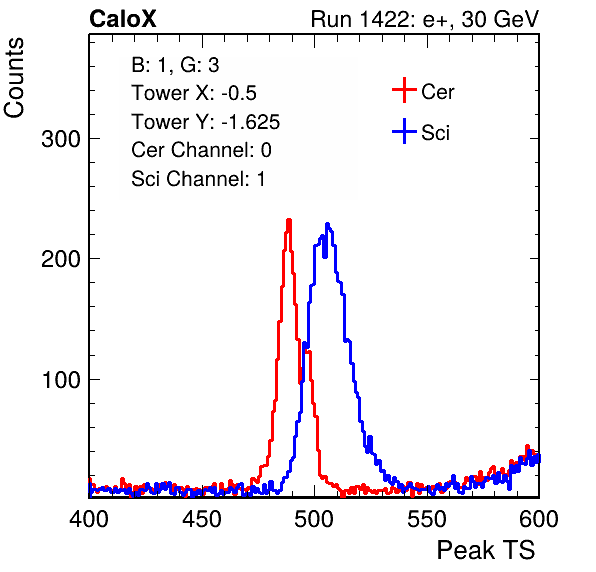 CaloX Run 1422: e+, 30 GeV
Counts
B: 1, G: 3
Tower X: -0.5
Tower Y: -1.625
Cer Channel: 0
Sci Channel: 1
Cer
Sci
300
200
100
400 450 500 550 600
Peak TS